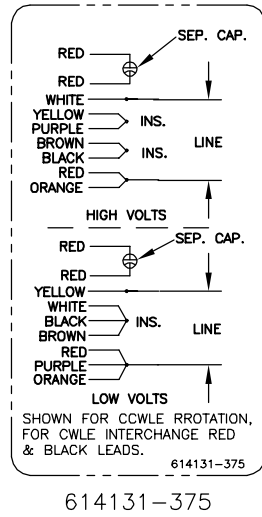 SEP. CAP.
RED
RED
WHITE
YELLOW
PURPLE INS.
BROWN
BLACK INS.
LINE
RED
ORANGE
HIGH VOLTS
SEP. CAP.
RED
RED
YELLOW
WHITE
BLACK INS.
BROWN
LINE
RED
PURPLE
ORANGE
LOW VOLTS
SHOWN FOR CCWLE RROTATION,
FOR CWLE INTERCHANGE RED
& BLACK LEADS.
614131-375
614131-375